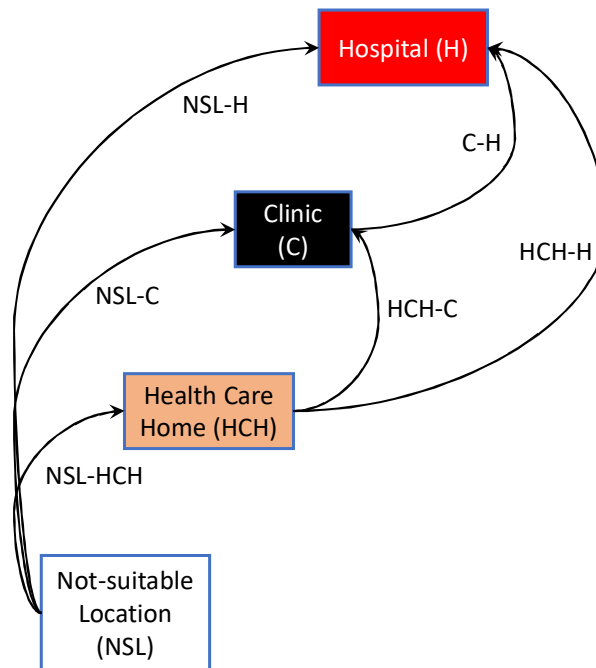 Hospital (H)
NSL-H
C-H
Clinic
(C)
NSL-C
HCH-H
HCH-C
Health Care
Home (HCH)
NSL-HCH
Not-suitable
Location
(NSL)